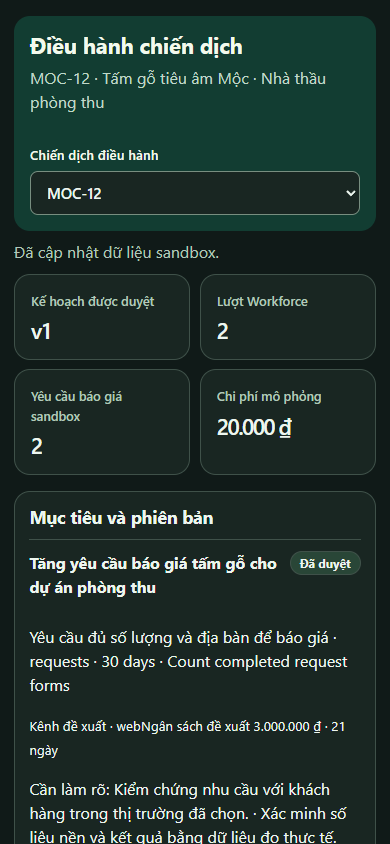 Điều hành chiến dịch
MOC-12 · Tấm gỗ tiêu âm Mộc · Nhà thầu
phòng thu
Chiến dịch điều hành
MOC-12
Đã cập nhật dữ liệu sandbox.
Kế hoạch được duyệt
v1
Lượt Workforce
2
Yêu cầu báo giá
sandbox
2
Chi phí mô phỏng
20.000 ₫
Mục tiêu và phiên bản
Tăng yêu cầu báo giá tấm gỗ cho
dự án phòng thu
Đã duyệt
Yêu cầu đủ số lượng và địa bàn để báo giá ·
requests · 30 days · Count completed request
forms
Kênh đề xuất · webNgân sách đề xuất 3.000.000 ₫ · 21
ngày
Cần làm rõ: Kiểm chứng nhu cầu với khách
hàng trong thị trường đã chọn. · Xác minh số
liệu nền và kết quả bằng dữ liệu đo thực tế.